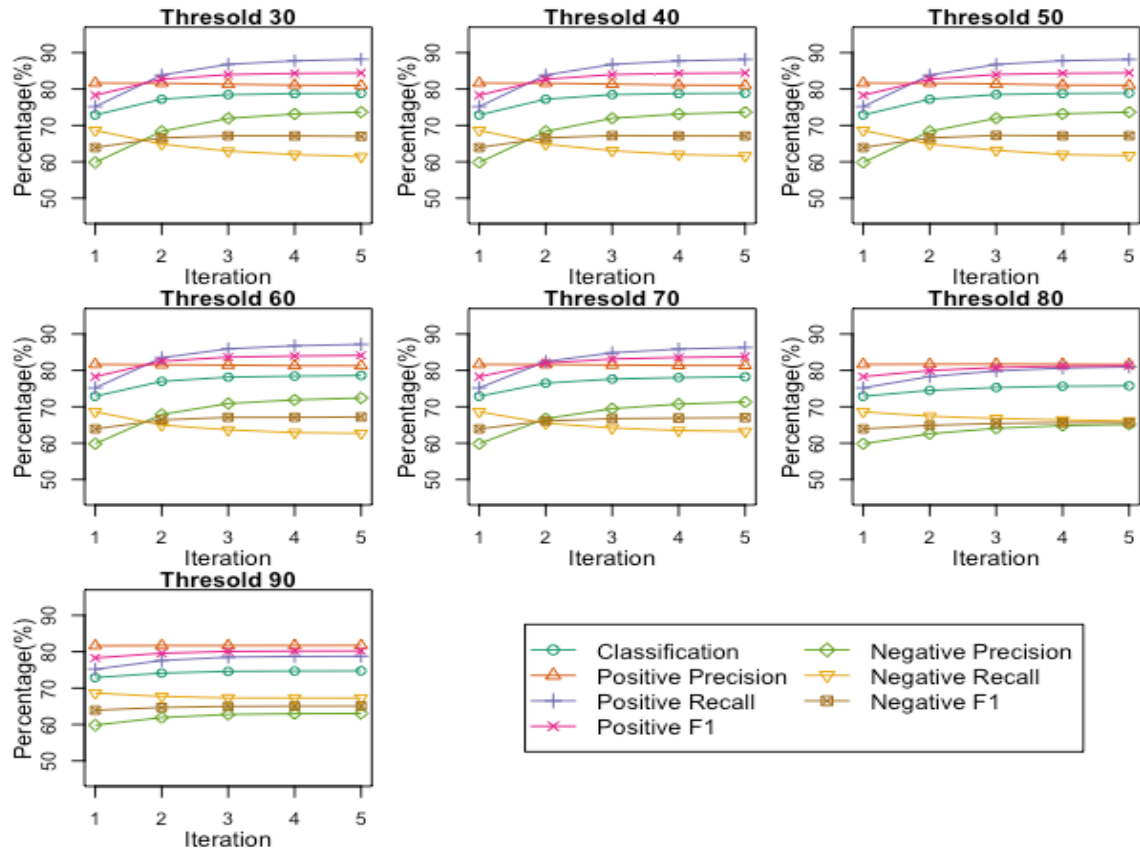 Thresold 30
Thresold 40
Thresold 50
Percentage(%)
90
80
70
60
50
1 2 3 4 5
Iteration
Percentage(%)
90
80
70
60
50
1 2 3 4 5
Iteration
Percentage(%)
90
80
70
60
50
1 2 3 4 5
Iteration
Thresold 60
Thresold 70
Thresold 80
Percentage(%)
90
80
70
60
50
1 2 3 4 5
Iteration
Percentage(%)
90
80
70
60
50
1 2 3 4 5
Iteration
Percentage(%)
90
80
70
60
50
1 2 3 4 5
Iteration
Thresold 90
Percentage(%)
90
80
70
60
50
1 2 3 4 5
Iteration
Classification
Positive Precision
Positive Recall
Positive F1
Negative Precision
Negative Recall
Negative F1